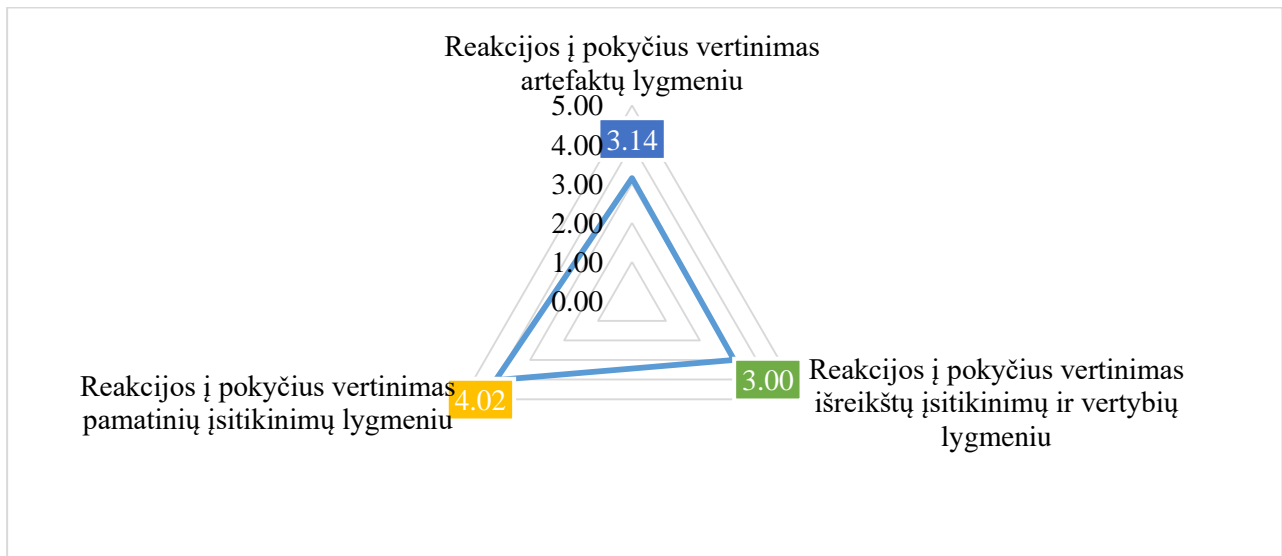 Reakcijos į pokyčius vertinimas
artefaktų lygmeniu
5.00
3.14
4.00
3.00
2.00
1.00
0.00
Reakcijos į pokyčius vertinimas
išreikštų įsitikinimų ir vertybių
lygmeniu
3.00
Reakcijos į pokyčius vertinimas
pamatinių įsitikinimų lygmeniu
4.02